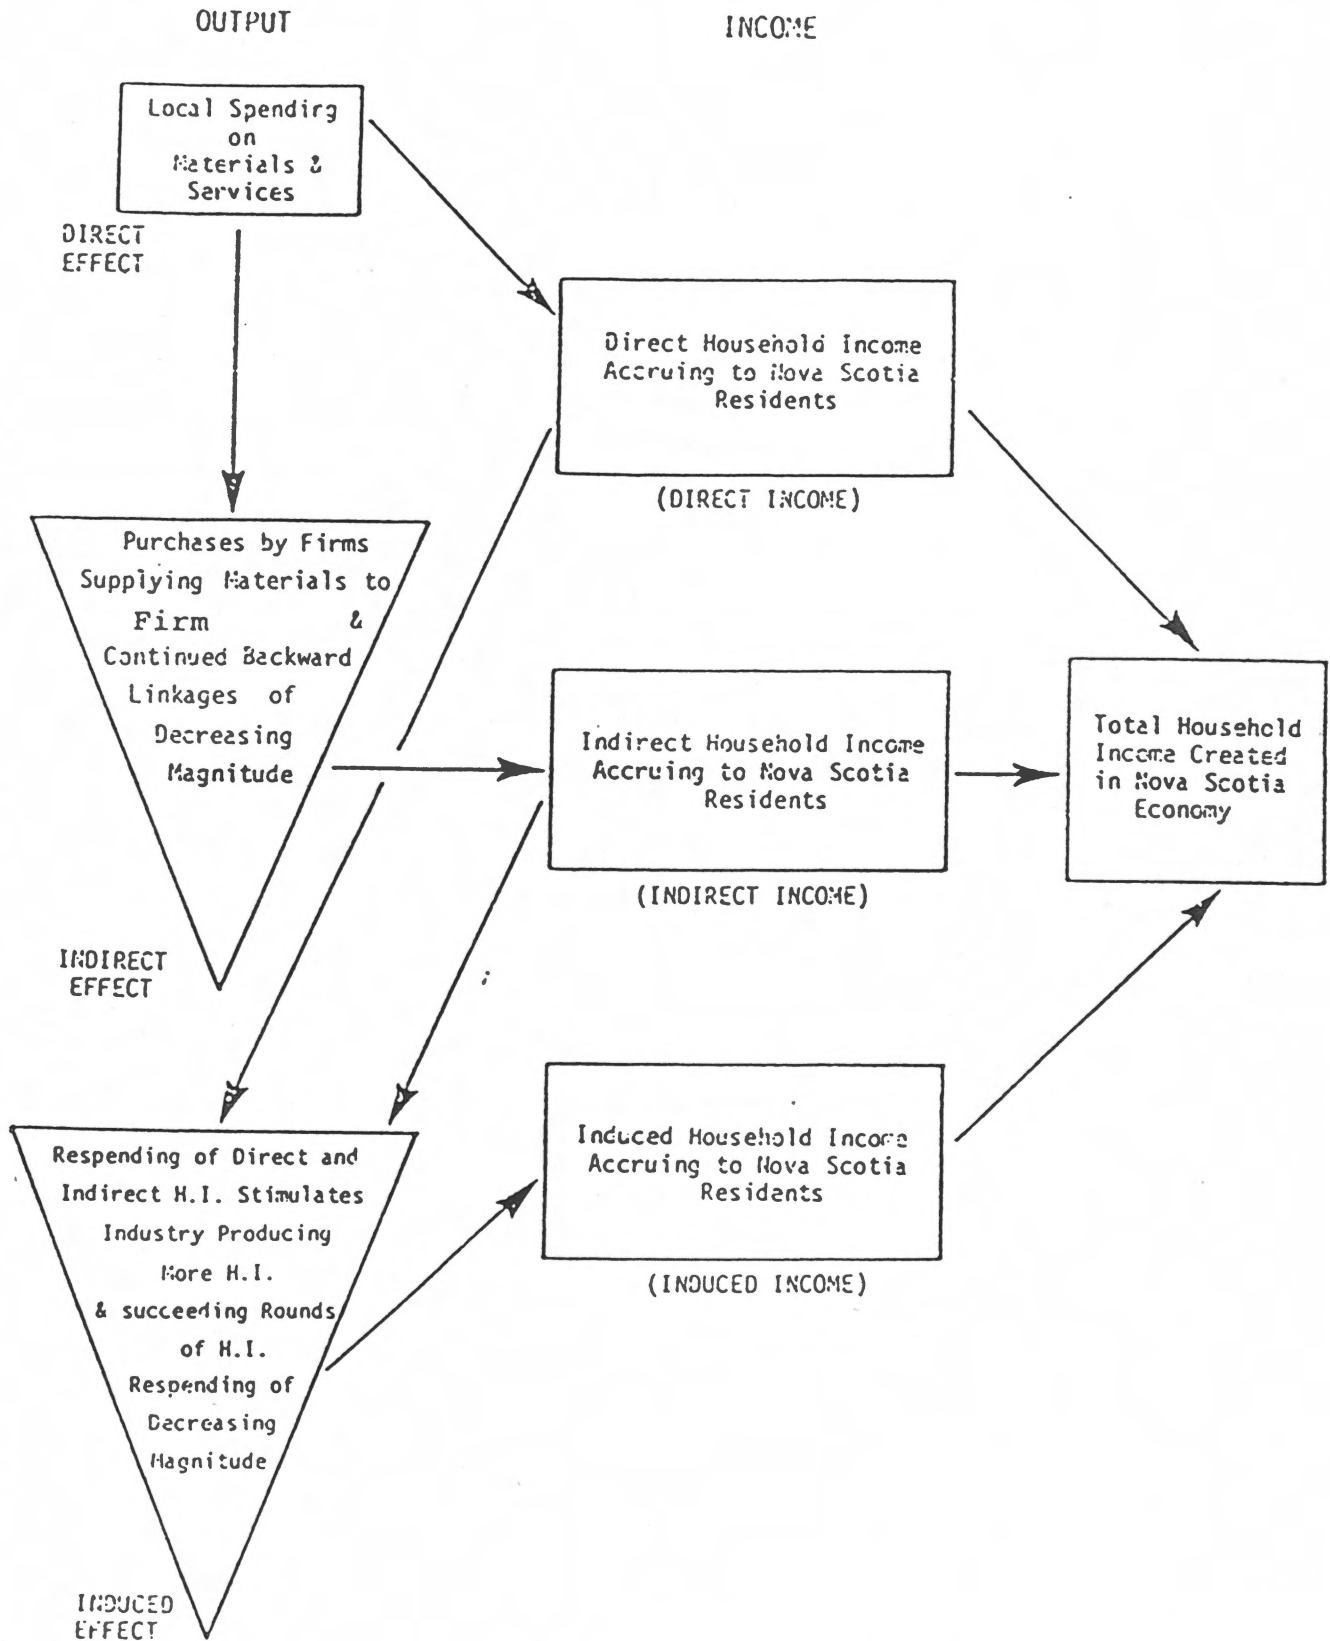 OUTPUT
INCOME
Local Spending
on
Materials &
Services
DIRECT
EFFECT
Direct Household Income
Accruing to Nova Scotia
Residents
(DIRECT INCOME)
Purchases by Firms
Supplying Materials to
Firm &
Continued Backward
Linkages of
Decreasing
Magnitude
INDIRECT
EFFECT
Indirect Household Income
Accruing to Nova Scotia
Residents
(INDIRECT INCOME)
Total Household
Income Created
in Nova Scotia
Economy
Respending of Direct and
Indirect H.I. Stimulates
Industry Producing
More H.I.
& succeeding Rounds
of H.I.
Respending of
Decreasing
Magnitude
INDUCED
EFFECT
Induced Household Income
Accruing to Nova Scotia
Residents
(INDUCED INCOME)